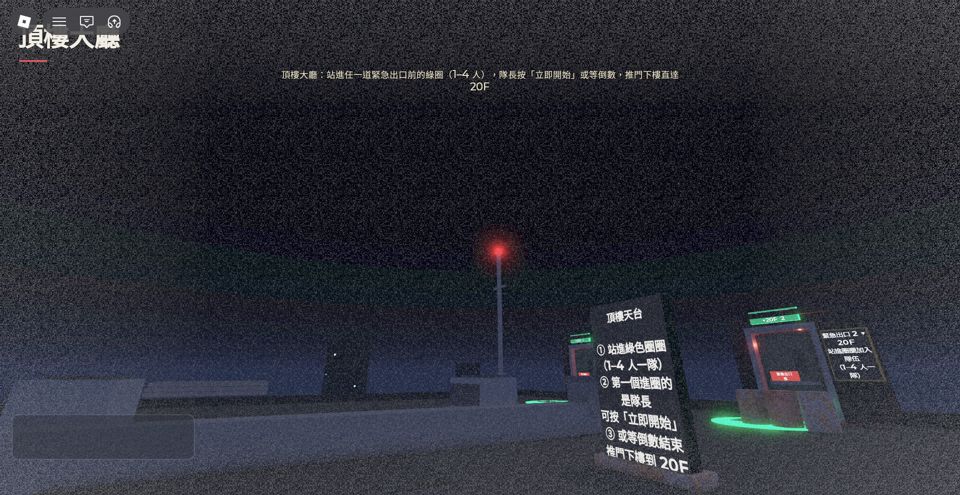 頂樓大廳
頂樓大廳：站進任一道緊急出口前的綠圈（1–4 人），隊長按「立即開始」或等倒數，推門下樓直達
20F
頂樓天台
① 站進綠色圈圈
（1–4 人一隊）
② 第一個進圈的
是隊長
可按「立即開始」
③ 或等倒數結束
推門下樓到 20F
緊急出口 2
20F
站進圈圈加入
隊伍
（1–4 人一
隊）